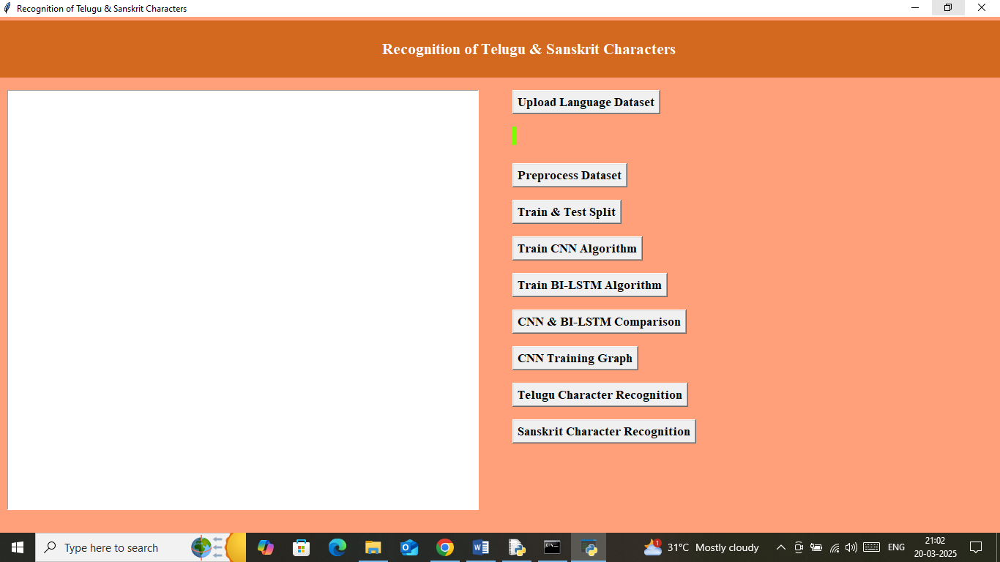 Recognition of Telugu & Sanskrit Characters
Recognition of Telugu & Sanskrit Characters
Upload Language Dataset
Preprocess Dataset
Train & Test Split
Train CNN Algorithm
Train BI-LSTM Algorithm
CNN & BI-LSTM Comparison
CNN Training Graph
Telugu Character Recognition
Sanskrit Character Recognition
Type here to search
1
31°C Mostly cloudy
ENG
21:02
20-03-2025